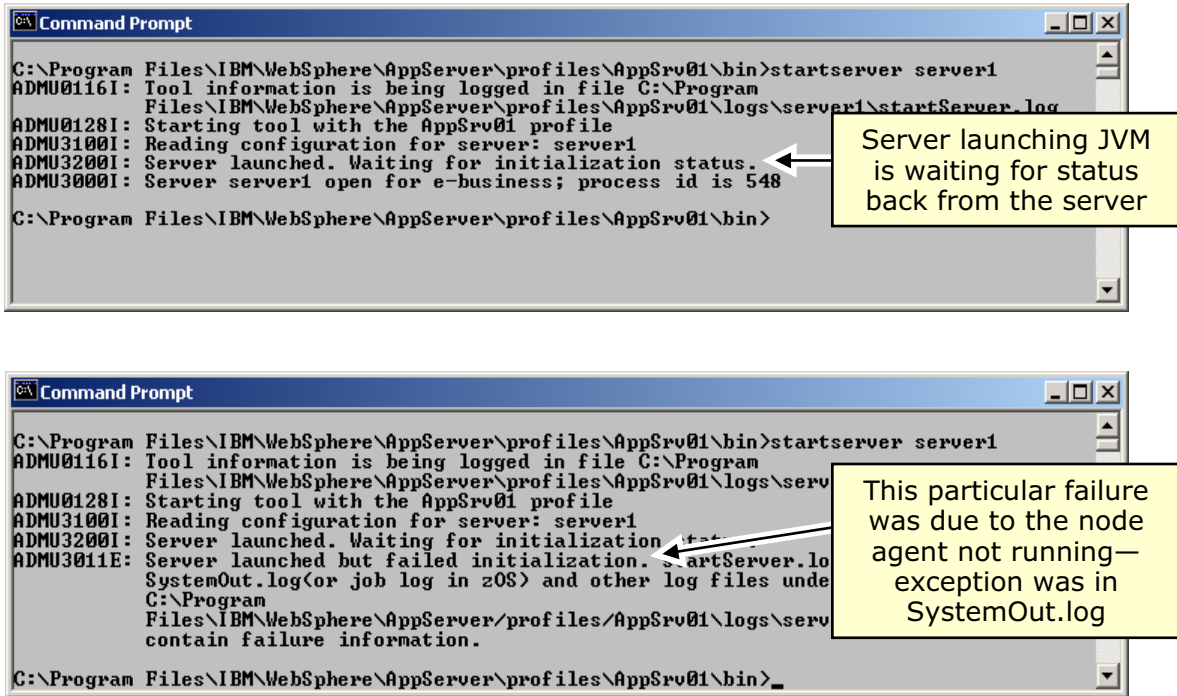 Command Prompt
C:\Program Files\IBM\WebSphere\AppServer\profiles\AppSrv01\bin>startserver server1
ADMU0116I: Tool information is being logged in file C:\Program
Files\IBM\WebSphere\AppServer\profiles\AppSrv01\logs\server1\startServer.log
ADMU0128I: Starting tool with the AppSrv01 profile
ADMU3100I: Reading configuration for server: server1
ADMU3200I: Server launched. Waiting for initialization status.
ADMU3000I: Server server1 open for e-business; process id is 548
C:\Program Files\IBM\WebSphere\AppServer\profiles\AppSrv01\bin>
Server launching JVM
is waiting for status
back from the server
Command Prompt
C:\Program Files\IBM\WebSphere\AppServer\profiles\AppSrv01\bin>startserver server1
ADMU0116I: Tool information is being logged in file C:\Program
Files\IBM\WebSphere\AppServer\profiles\AppSrv01\logs\serv
ADMU0128I: Starting tool with the AppSrv01 profile
ADMU3100I: Reading configuration for server: server1
ADMU3200I: Server launched. Waiting for initialization
ADMU3011E: Server launched but failed initialization.
SystemOut.log(or job log in zOS) and other log files unde
C:\Program
Files\IBM\WebSphere\AppServer/profiles/AppSrv01\logs\serv
contain failure information.
C:\Program Files\IBM\WebSphere\AppServer\profiles\AppSrv01\bin>_
This particular failure
was due to the node
agent not running—
exception was in
SystemOut.log